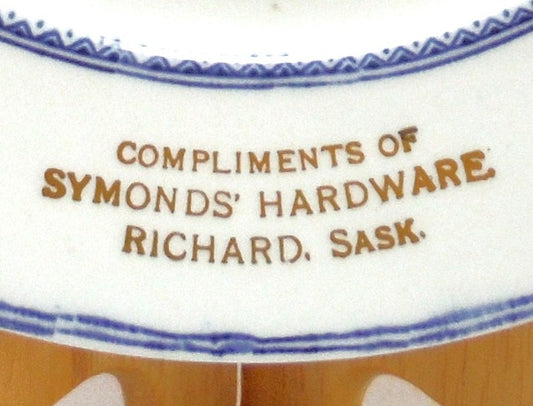 COMPLIMENTS OF
SYMONDS' HARDWARE.
RICHARD, SASK.